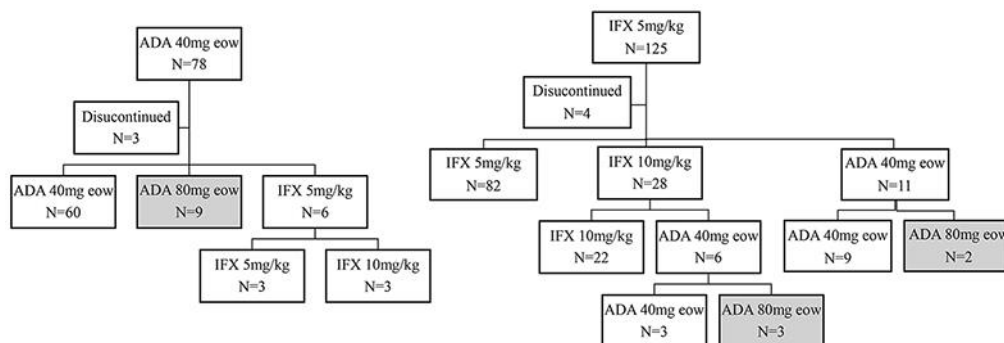 ADA 40mg eow
N=78
Disucontinued
N=3
ADA 40mg eow
N=60
ADA 80mg eow
N=9
IFX 5mg/kg
N=6
IFX 5mg/kg
N=3
IFX 10mg/kg
N=3
IFX 5mg/kg
N=125
Disucontinued
N=4
IFX 5mg/kg
N=82
IFX 10mg/kg
N=28
ADA 40mg eow
N=11
IFX 10mg/kg
N=22
ADA 40mg eow
N=6
ADA 40mg eow
N=9
ADA 80mg eow
N=2
ADA 40mg eow
N=3
ADA 80mg eow
N=3